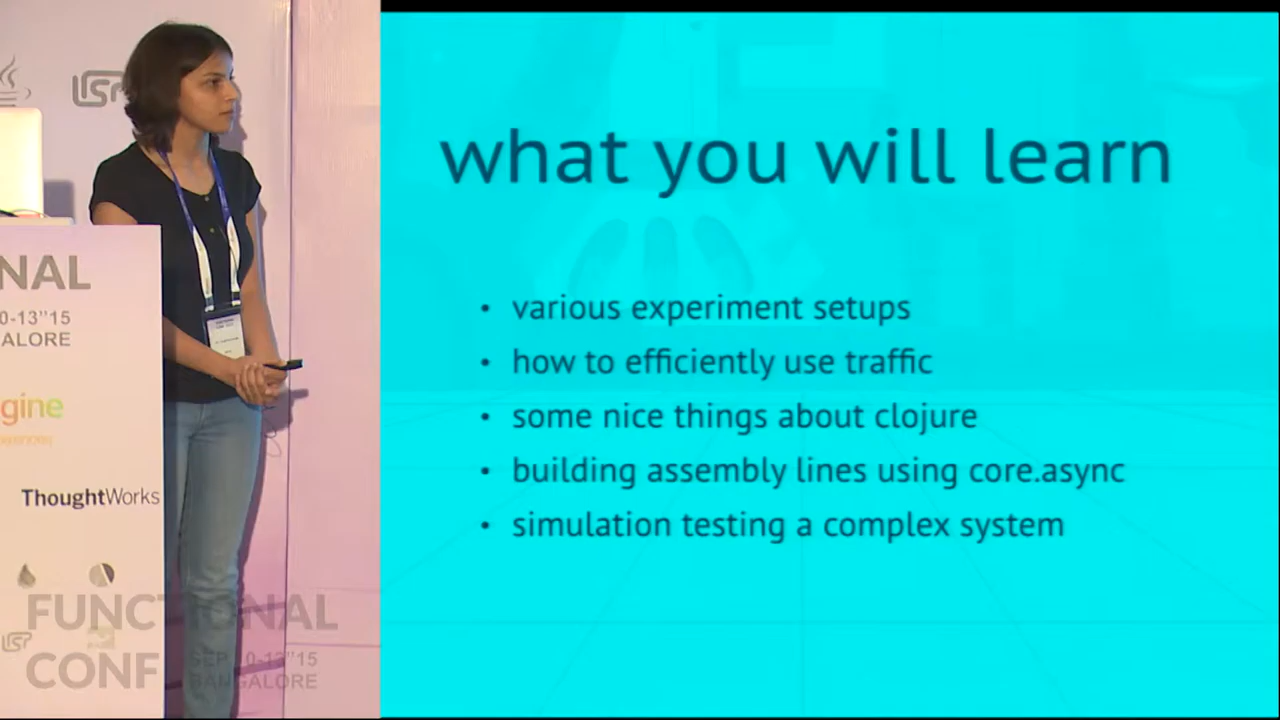 what you will learn
• various experiment setups
• how to efficiently use traffic
• some nice things about clojure
• building assembly lines using core.async
• simulation testing a complex system
NAL
0-13"15
ALORE
gine
ThoughtWorks
FUNCTIONAL
CONF
SEP 10-13"15
BANGALORE